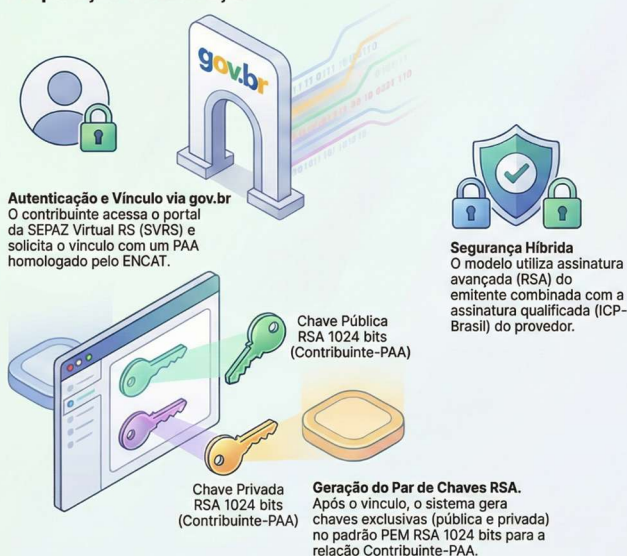 gov.br
Autenticação e Vínculo via gov.br
O contribuinte acessa o portal
da SEPAZ Virtual RS (SVRS) e
solicita o vinculo com um PAA
homologado pelo ENCAT.
Segurança Híbrida
O modelo utiliza assinatura
avançada (RSA) do
emitente combinada com a
assinatura qualificada (ICP-
Brasil) do provedor.
Chave Pública
RSA 1024 bits
(Contribuinte-PAA)
Chave Privada
RSA 1024 bits
(Contribuinte-PAA)
Geração do Par de Chaves RSA.
Após o vinculo, o sistema gera
chaves exclusivas (pública e privada)
no padrão PEM RSA 1024 bits para a
relação Contribuinte-PAA.